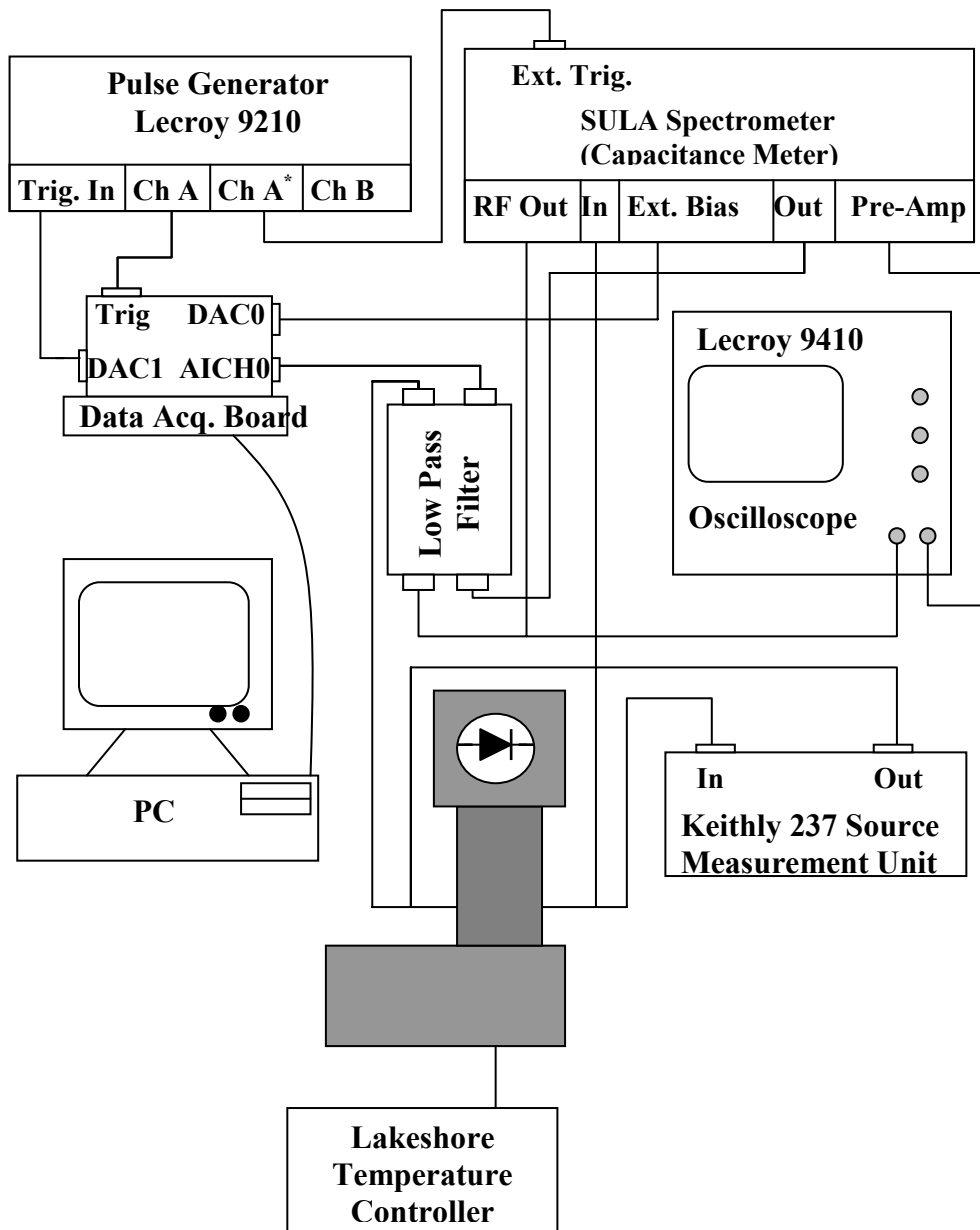 Pulse Generator
Lecroy 9210
Trig. In
Ch A
Ch A*
Ch B
Ext. Trig.
SULA Spectrometer
(Capacitance Meter)
RF Out
In
Ext. Bias
Out
Pre-Amp
Trig
DAC0
DAC1
AICH0
Data Acq. Board
Low Pass
Filter
Lecroy 9410
Oscilloscope
PC
In
Out
Keithly 237 Source
Measurement Unit
Lakeshore
Temperature
Controller